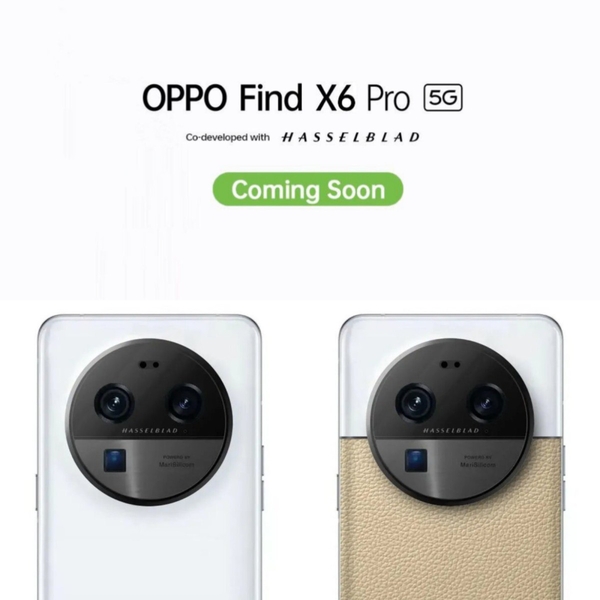 OPPO Find X6 Pro 5G
Co-developed with HASSELBLAD
Coming Soon
HASSELBLAD
POWERED BY
MariSilicon
HASSELBLAD
POWERED BY
MariSilicon